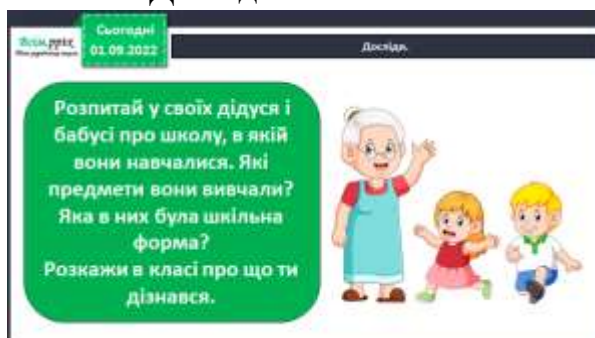 Сьогодні
01.09.2022
Дослідж.
Розпитай у своїх дідуся і
бабусі про школу, в якій
вони навчалися. Які
предмети вони вивчали?
Яка в них була шкільна
форма?
Розкажи в класі про що ти
дізнався.